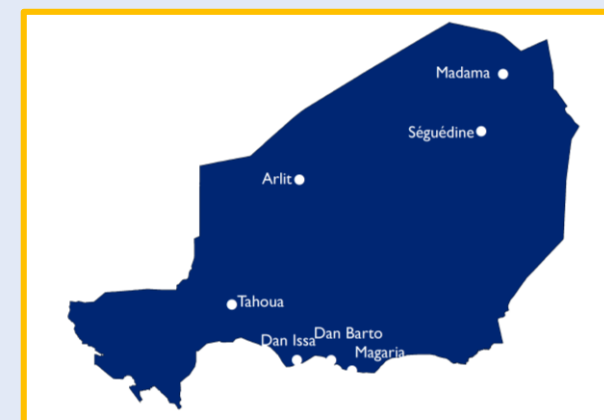 Madama
Séguédine
Arlit
Tahoua
Dan Barto
Dan Issa
Magaria